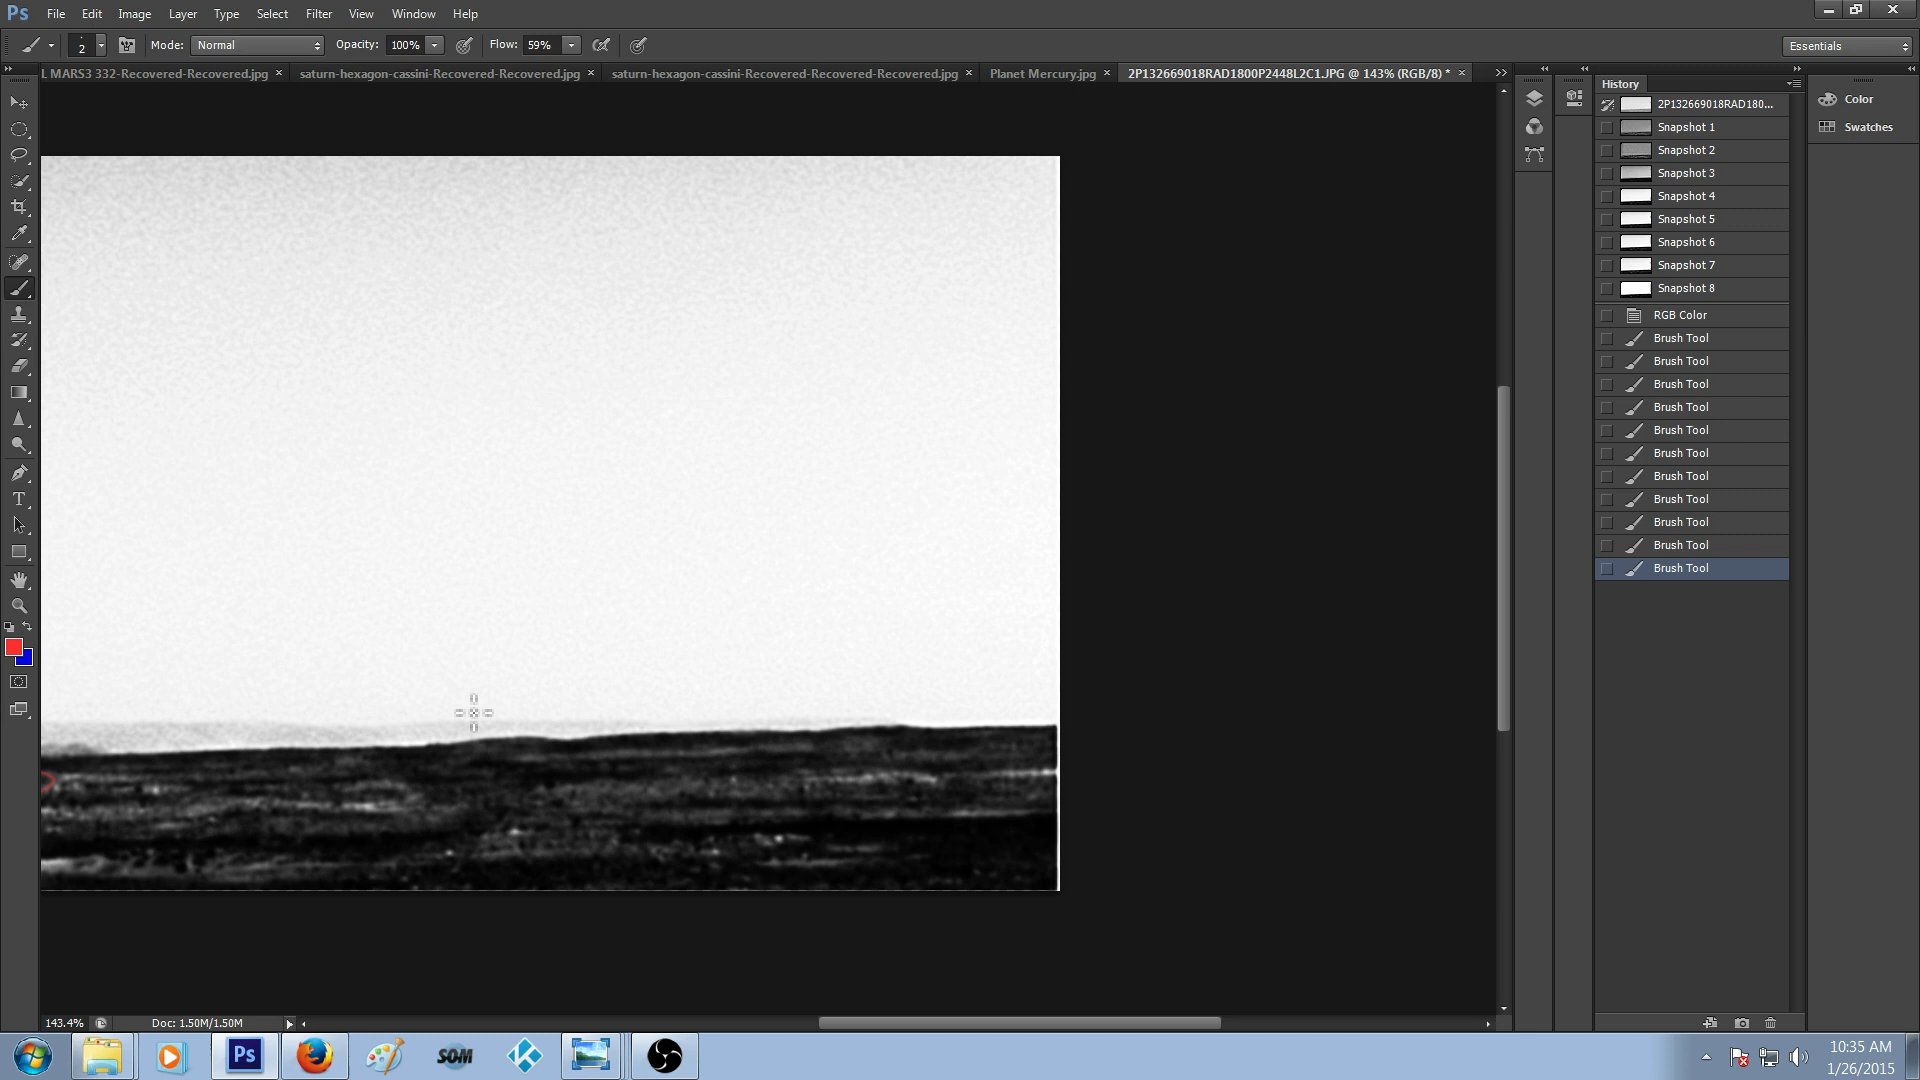 Ps File Edit Image Layer Type Select Filter View Window Help
2 Mode: Normal Opacity: 100% Flow: 59% Essentials
L MARS3 332-Recovered-Recovered.jpg × saturn-hexagon-cassini-Recovered-Recovered.jpg × saturn-hexagon-cassini-Recovered-Recovered-Recovered.jpg × Planet Mercury.jpg × 2P132669018RAD1800P2448L2C1.JPG @ 143% (RGB/8) * ×
History
Color
Swatches
2P132669018RAD180...
Snapshot 1
Snapshot 2
Snapshot 3
Snapshot 4
Snapshot 5
Snapshot 6
Snapshot 7
Snapshot 8
RGB Color
Brush Tool
Brush Tool
Brush Tool
Brush Tool
Brush Tool
Brush Tool
Brush Tool
Brush Tool
Brush Tool
Brush Tool
Brush Tool
T
143.4% Doc: 1.50M/1.50M
Ps SOM
10:35 AM
1/26/2015